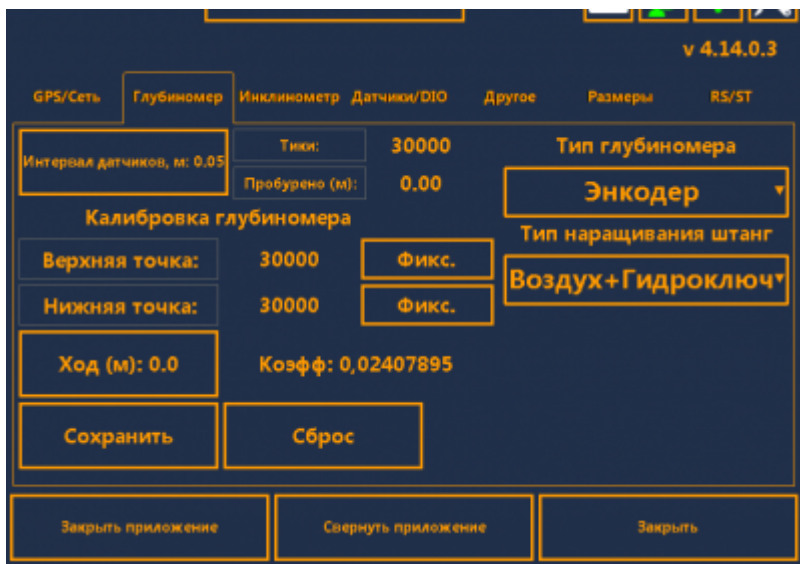 v 4.14.0.3
GPS/Сеть Глубиномер Инклинометр Датчики/DIO Другое Размеры RS/ST
Интервал датчиков, м: 0.05
Тики: 30000
Пробурено (м): 0.00
Тип глубиномера
Энкодер
Калибровка глубиномера
Тип наращивания штанг
Воздух+Гидроключ
Верхняя точка: 30000 Фикс.
Нижняя точка: 30000 Фикс.
Ход (м): 0.0 Коэфф: 0,02407895
Сохранить Сброс
Закрыть приложение Свернуть приложение Закрыть